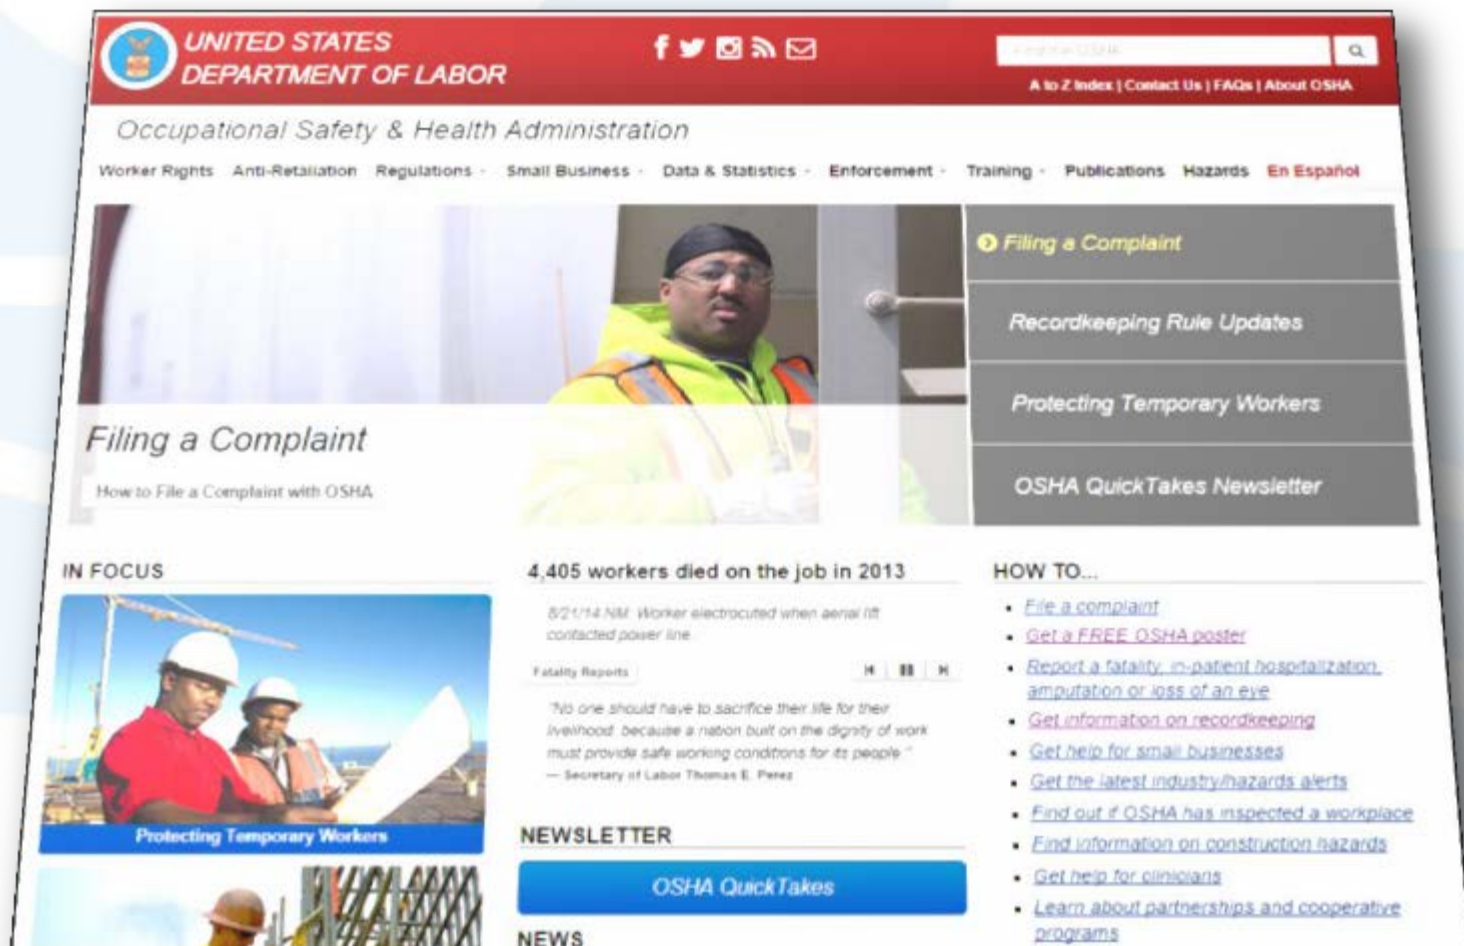 UNITED STATES
DEPARTMENT OF LABOR
A to Z Index | Contact Us | FAQs | About OSHA
Occupational Safety & Health Administration
Worker Rights Anti-Retaliation Regulations Small Business Data & Statistics Enforcement Training Publications Hazards En Español
Filing a Complaint
Recordkeeping Rule Updates
Protecting Temporary Workers
OSHA QuickTakes Newsletter
Filing a Complaint
How to File a Complaint with OSHA
IN FOCUS
Protecting Temporary Workers
4,405 workers died on the job in 2013
8/21/14 NM: Worker electrocuted when aerial lift
contacted power line
Fatality Reports
"No one should have to sacrifice their life for their
livelihood, because a nation built on the dignity of work
must provide safe working conditions for its people."
— Secretary of Labor Thomas E. Perez
NEWSLETTER
OSHA QuickTakes
NEWS
HOW TO...
File a complaint
Get a FREE OSHA poster
Report a fatality, in-patient hospitalization,
amputation or loss of an eye
Get information on recordkeeping
Get help for small businesses
Get the latest industry/hazards alerts
Find out if OSHA has inspected a workplace
Find information on construction hazards
Get help for clinicians
Learn about partnerships and cooperative
programs